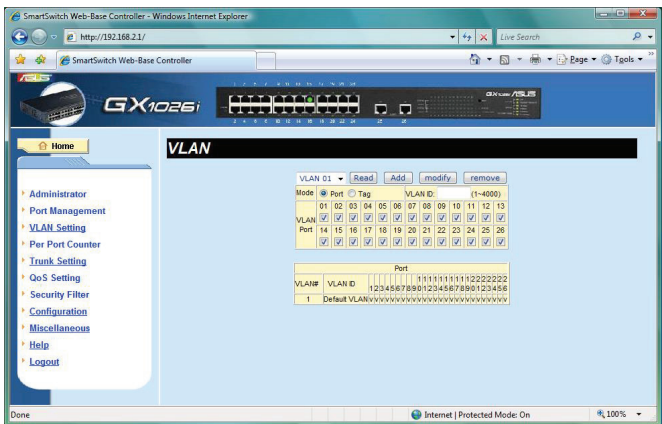 SmartSwitch Web-Base Controller - Windows Internet Explorer
http://192.168.2.1/
Live Search
SmartSwitch Web-Base Controller
Page
Tools
GX1026i
ASUS
Home
VLAN
Administrator
Port Management
VLAN Setting
Per Port Counter
Trunk Setting
QoS Setting
Security Filter
Configuration
Miscellaneous
Help
Logout
VLAN 01 Read Add modify remove
Mode Port Tag VLAN ID: (1~4000)
VLAN Port
01 02 03 04 05 06 07 08 09 10 11 12 13
14 15 16 17 18 19 20 21 22 23 24 25 26
Port
VLAN# VLAN ID 1 2 3 4 5 6 7 8 9 10 11 12 13 14 15 16 17 18 19 20 21 22 23 24 25 26
1 Default VLAN v v v v v v v v v v v v v v v v v v v v v v v v v v
Done
Internet | Protected Mode: On
100%